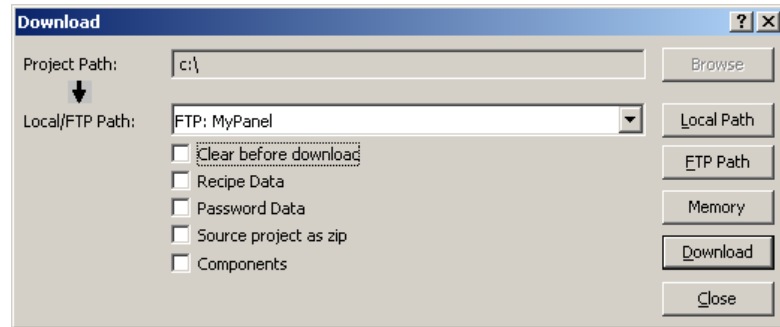 Download
Project Path:
c:\
Browse
Local/FTP Path:
FTP: MyPanel
Local Path
Clear before download
FTP Path
Recipe Data
Password Data
Memory
Source project as zip
Download
Components
Close